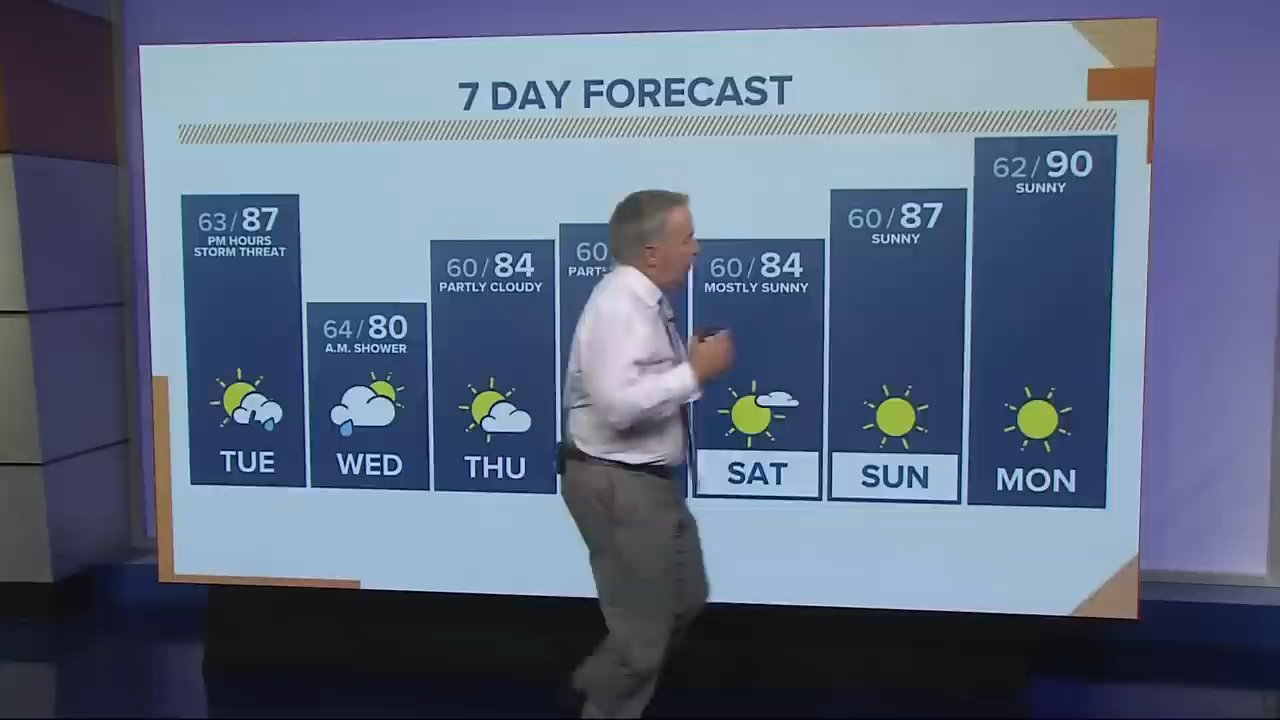 7 DAY FORECAST
63/87
PM HOURS
STORM THREAT
TUE
64/80
A.M. SHOWER
WED
60/84
PARTLY CLOUDY
THU
60
60/84
MOSTLY SUNNY
SAT
60/87
SUNNY
SUN
62/90
SUNNY
MON